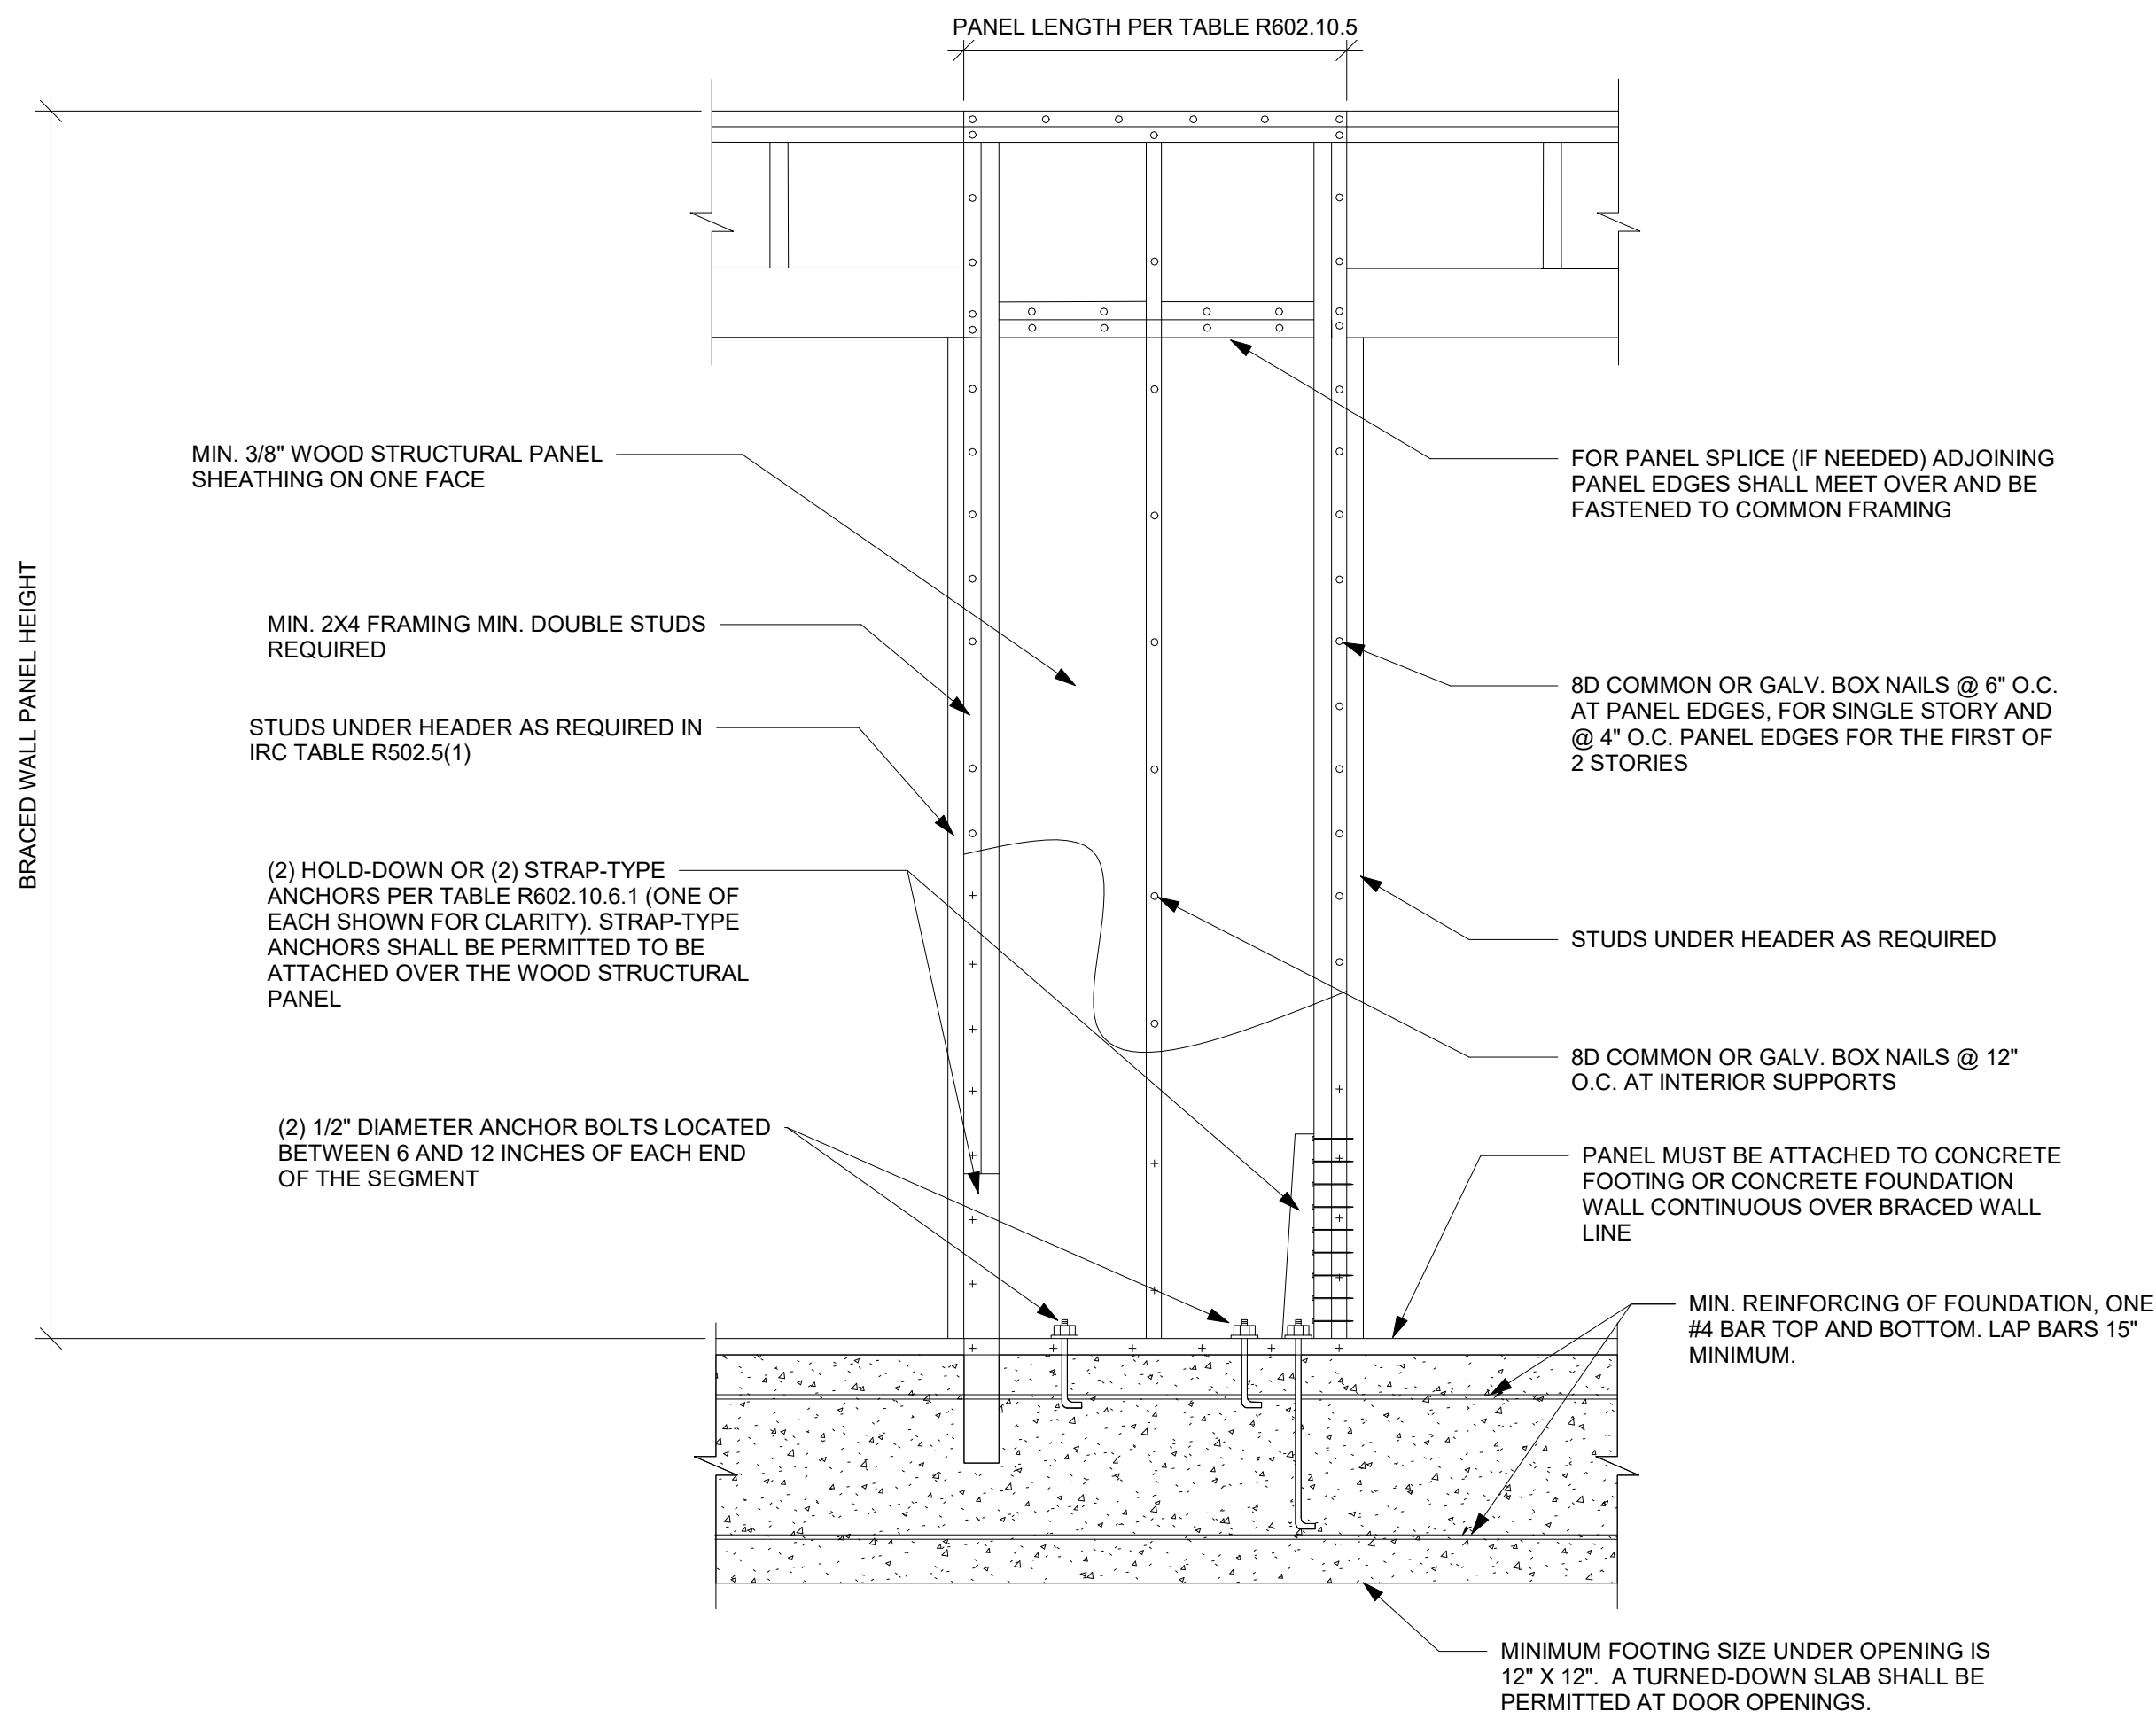 PANEL LENGTH PER TABLE R602.10.5
BRACED WALL PANEL HEIGHT
MIN. 3/8" WOOD STRUCTURAL PANEL
SHEATHING ON ONE FACE
MIN. 2X4 FRAMING MIN. DOUBLE STUDS
REQUIRED
STUDS UNDER HEADER AS REQUIRED IN
IRC TABLE R502.5(1)
(2) HOLD-DOWN OR (2) STRAP-TYPE
ANCHORS PER TABLE R602.10.6.1 (ONE OF
EACH SHOWN FOR CLARITY). STRAP-TYPE
ANCHORS SHALL BE PERMITTED TO BE
ATTACHED OVER THE WOOD STRUCTURAL
PANEL
(2) 1/2" DIAMETER ANCHOR BOLTS LOCATED
BETWEEN 6 AND 12 INCHES OF EACH END
OF THE SEGMENT
FOR PANEL SPLICE (IF NEEDED) ADJOINING
PANEL EDGES SHALL MEET OVER AND BE
FASTENED TO COMMON FRAMING
8D COMMON OR GALV. BOX NAILS @ 6" O.C.
AT PANEL EDGES, FOR SINGLE STORY AND
@ 4" O.C. PANEL EDGES FOR THE FIRST OF
2 STORIES
STUDS UNDER HEADER AS REQUIRED
8D COMMON OR GALV. BOX NAILS @ 12"
O.C. AT INTERIOR SUPPORTS
PANEL MUST BE ATTACHED TO CONCRETE
FOOTING OR CONCRETE FOUNDATION
WALL CONTINUOUS OVER BRACED WALL
LINE
MIN. REINFORCING OF FOUNDATION, ONE
#4 BAR TOP AND BOTTOM. LAP BARS 15"
MINIMUM.
MINIMUM FOOTING SIZE UNDER OPENING IS
12" X 12".  A TURNED-DOWN SLAB SHALL BE
PERMITTED AT DOOR OPENINGS.